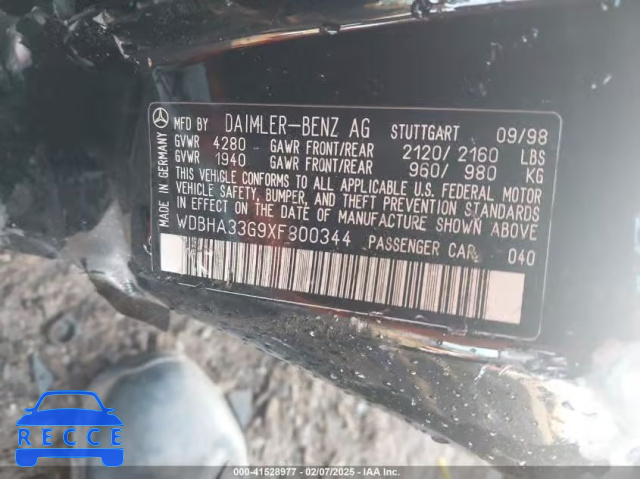 MADE IN GERMANY
MFD BY DAIMLER-BENZ AG STUTTGART 09/98
GVWR 4280 GAWR FRONT/REAR 2120/2160 LBS
GVWR 1940 GAWR FRONT/REAR 960/980 KG
THIS VEHICLE CONFORMS TO ALL APPLICABLE U.S. FEDERAL MOTOR
VEHICLE SAFETY, BUMPER, AND THEFT PREVENTION STANDARDS
IN EFFECT ON THE DATE OF MANUFACTURE SHOWN ABOVE.
WDBHA33G9XF800344 PASSENGER CAR 040
000-41528977 - 02/07/2025 - IAA Inc.